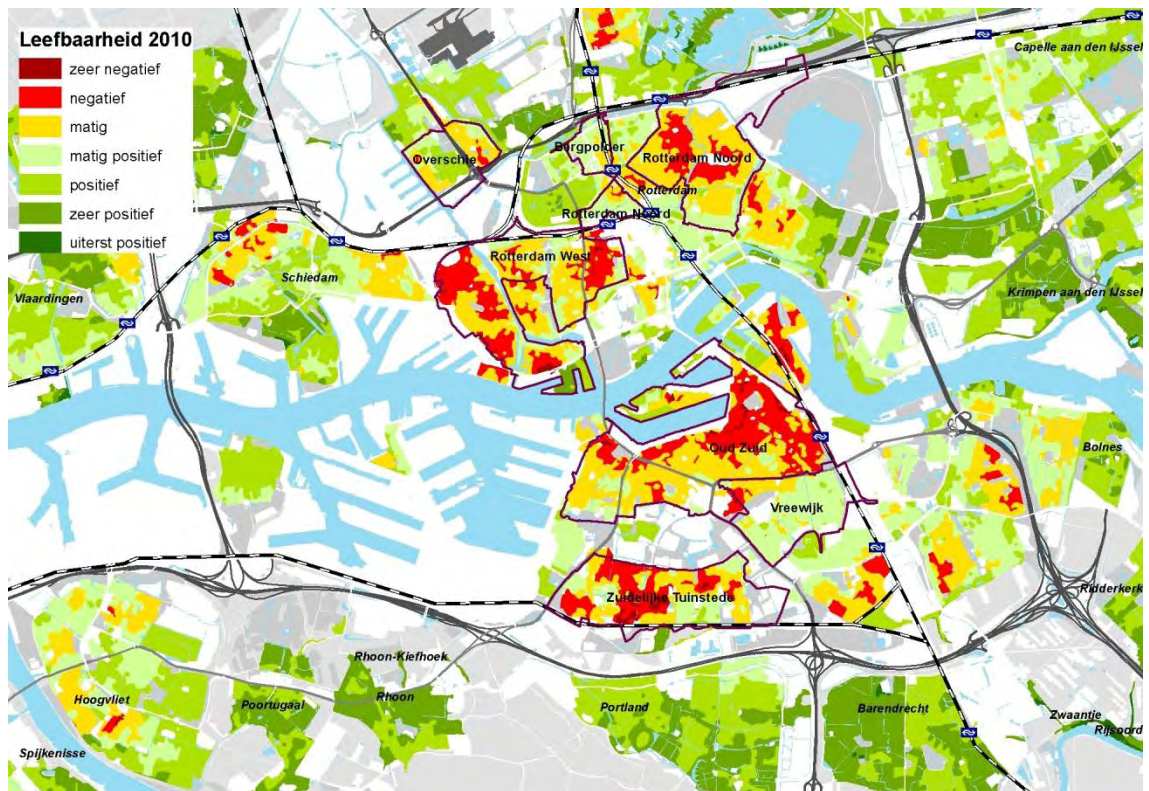 Leefbaarheid 2010
zeer negatief
negatief
matig
matig positief
positief
zeer positief
uiterst positief
Capelle aan den IJssel
Overschie
Bergpolder
Rotterdam Noord
Rotterdam
Rotterdam Noord
Rotterdam West
Schiedam
Vlaardingen
Krimpen aan den IJssel
Oud Zuid
Bolnes
Vreewijk
Zuidelijke Tuinstede
Ridderkerk
Rhoon-Kiefhoek
Hoogvliet
Poortugaal
Rhoon
Portland
Barendrecht
Zwaantje
Rijsoord
Spijkenisse